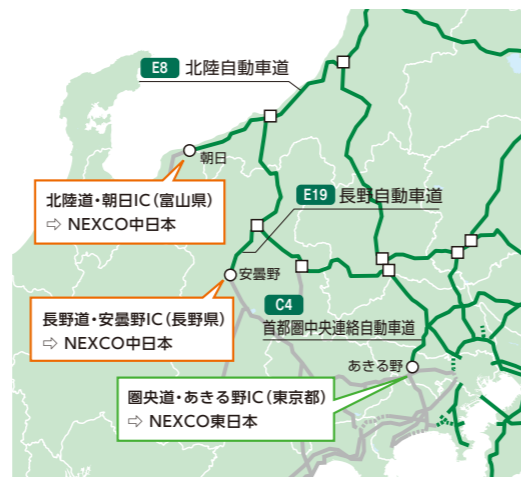 E8 北陸自動車道
朝日
北陸道・朝日IC(富山県)
⇨ NEXCO中日本
E19 長野自動車道
安曇野
長野道・安曇野IC(長野県)
⇨ NEXCO中日本
C4
首都圏中央連絡自動車道
あきる野
圏央道・あきる野IC(東京都)
⇨ NEXCO東日本